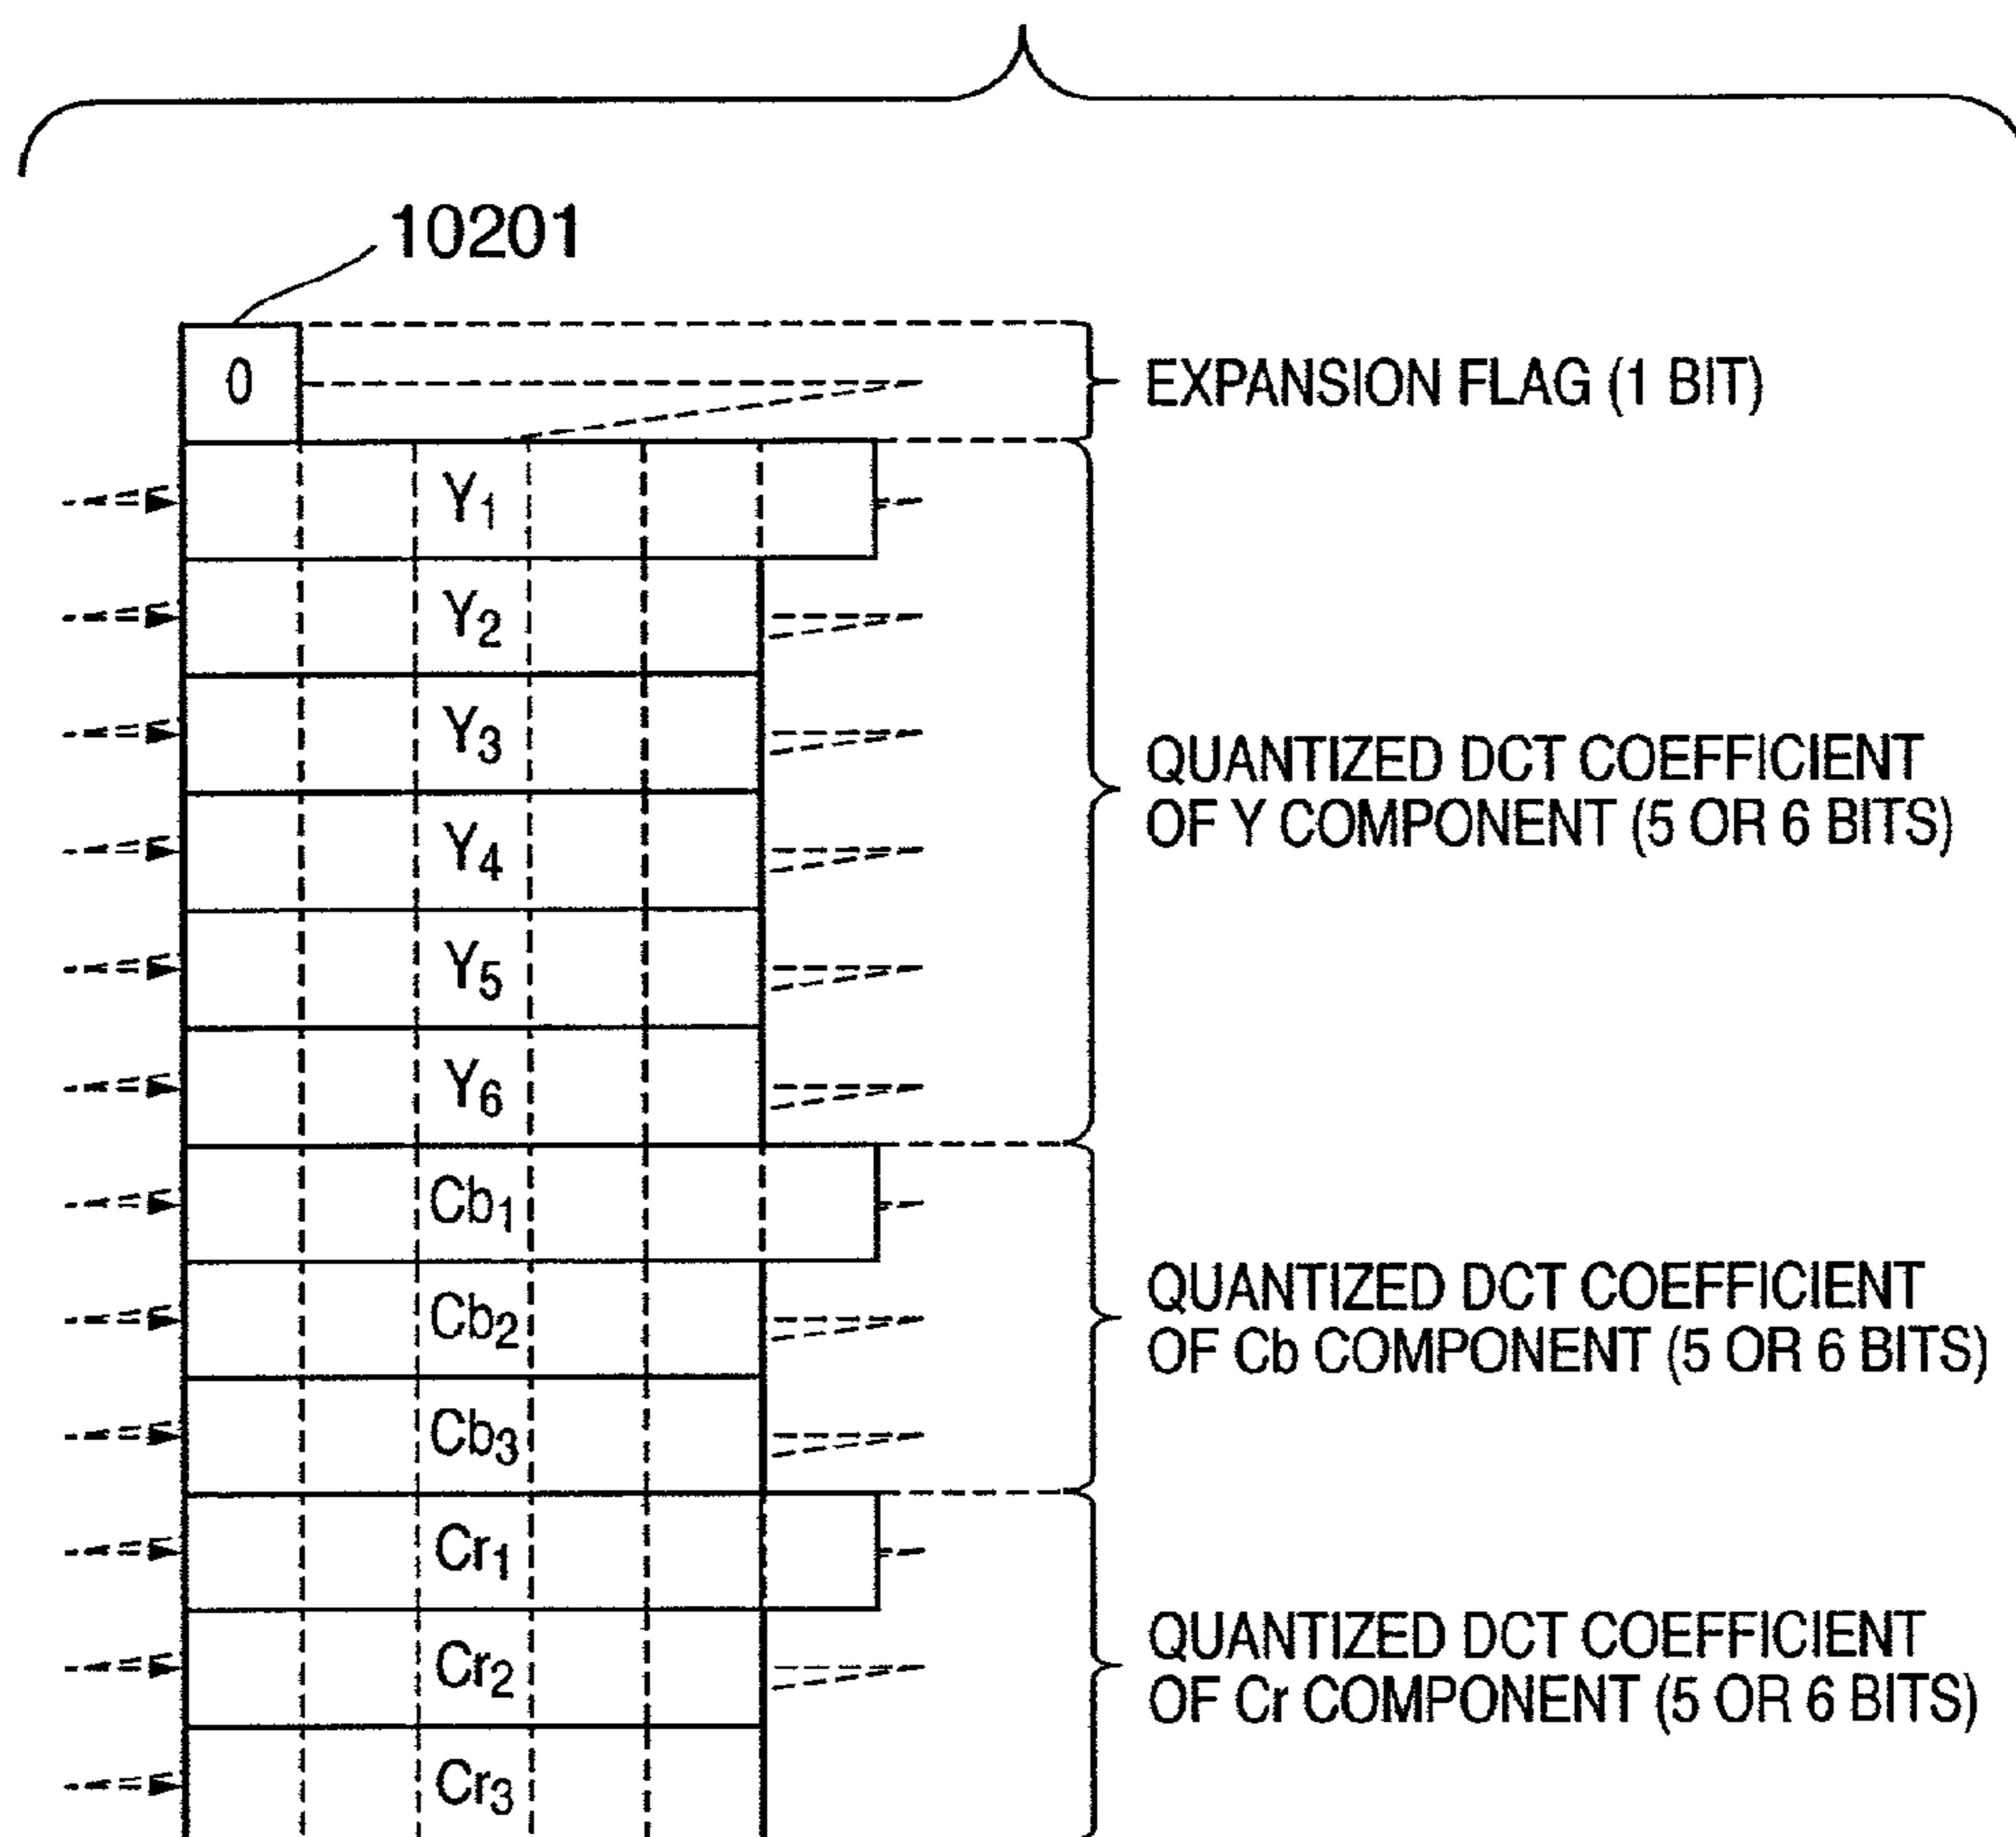 10201
0
EXPANSION FLAG (1 BIT)
Y1
Y2
Y3
QUANTIZED DCT COEFFICIENT
OF Y COMPONENT (5 OR 6 BITS)
Y4
Y5
Y6
Cb1
Cb2
QUANTIZED DCT COEFFICIENT
OF Cb COMPONENT (5 OR 6 BITS)
Cb3
Cr1
Cr2
QUANTIZED DCT COEFFICIENT
OF Cr COMPONENT (5 OR 6 BITS)
Cr3